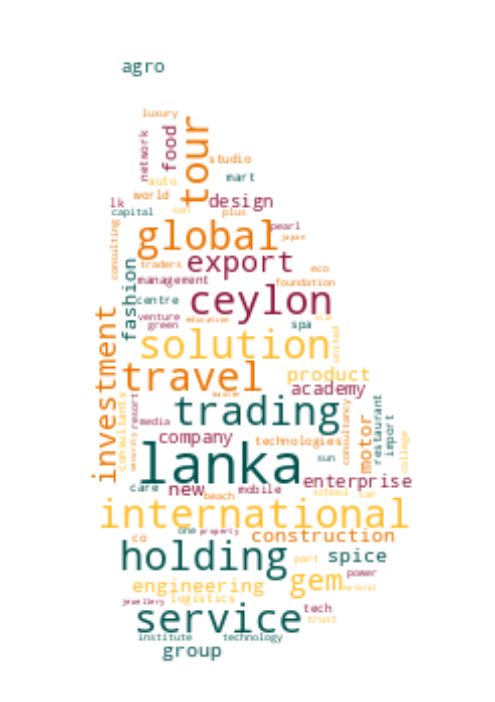 agro
luxury
network
food
tour
studio
auto
mart
world
lk
design
capital
son
plus
consulting
global
pearl
japan
traders
export
eco
fashion
management
foundation
centre
ceylon
venture
green
education
spa
solution
united
investment
travel
product
academy
consultants
resort
trading
consultancy
restaurant
motor
import
college
media
company
technologies
security
lanka
sun
enterprise
care
new
beach
mobile
school
car
international
one
property
co
construction
holding
part
spice
power
engineering
gem
natural
jewellery
logistics
service
tech
trust
institute
technology
group